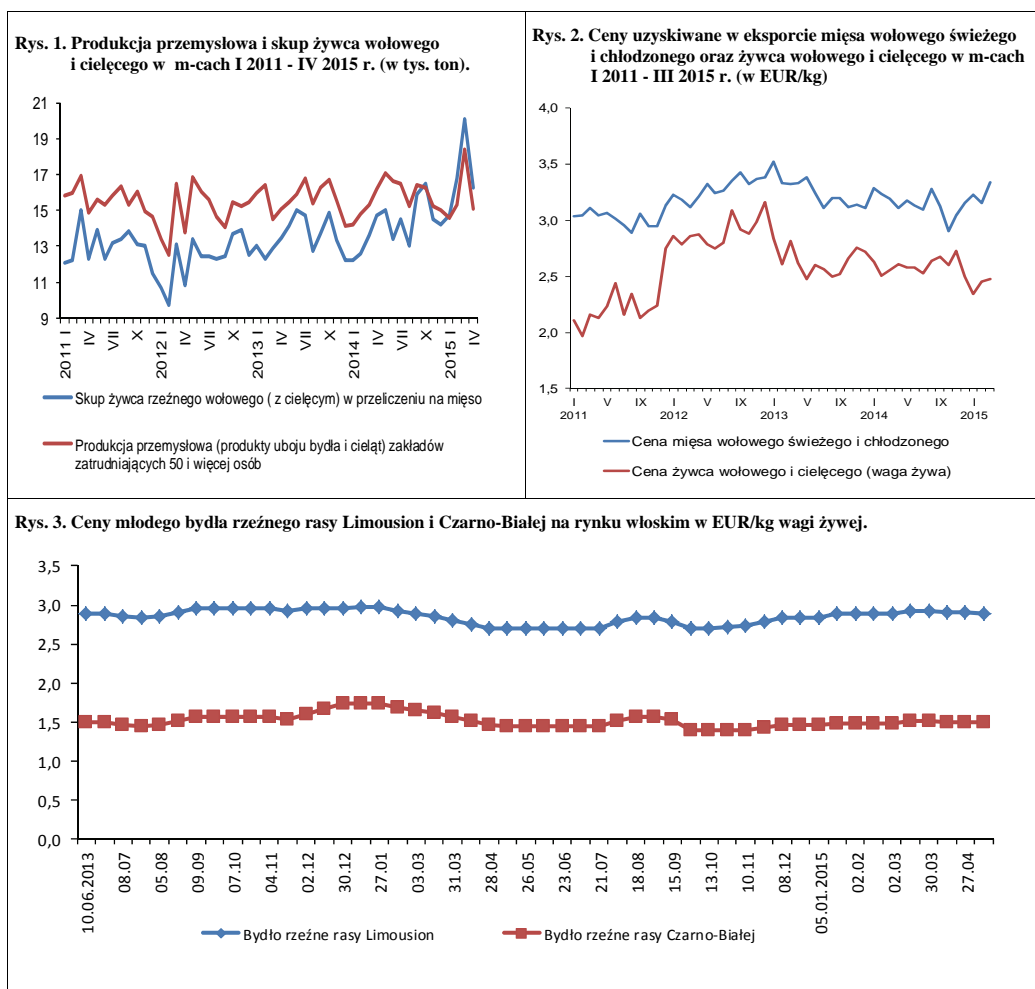 Rys. 1. Produkcja przemysłowa i skup żywca wołowego
i cielęcego w m-cach I 2011 - IV 2015 r. (w tys. ton).
21
19
17
15
13
11
9
2011 I
IV
VII
X
2012 I
IV
VII
X
2013 I
IV
VII
X
2014 I
IV
VII
X
2015 I
IV
Skup żywca rzeźnego wołowego ( z cielęcym) w przeliczeniu na mięso
Produkcja przemysłowa (produkty uboju bydła i cieląt) zakładów
zatrudniających 50 i więcej osób
Rys. 2. Ceny uzyskiwane w eksporcie mięsa wołowego świeżego
i chłodzonego oraz żywca wołowego i cielęcego w m-cach
I 2011 - III 2015 r. (w EUR/kg)
4,0
3,5
3,0
2,5
2,0
1,5
I V IX I V IX I V IX I V IX I
2011 2012 2013 2014 2015
Cena mięsa wołowego świeżego i chłodzonego
Cena żywca wołowego i cielęcego (waga żywa)
Rys. 3. Ceny młodego bydła rzeźnego rasy Limousion i Czarno-Białej na rynku włoskim w EUR/kg wagi żywej.
3,5
3,0
2,5
2,0
1,5
1,0
0,5
0,0
10.06.2013
08.07
05.08
09.09
07.10
04.11
02.12
30.12
27.01
03.03
31.03
28.04
26.05
23.06
21.07
18.08
15.09
13.10
10.11
08.12
05.01.2015
02.02
02.03
30.03
27.04
Bydło rzeźne rasy Limousion
Bydło rzeźne rasy Czarno-Białej